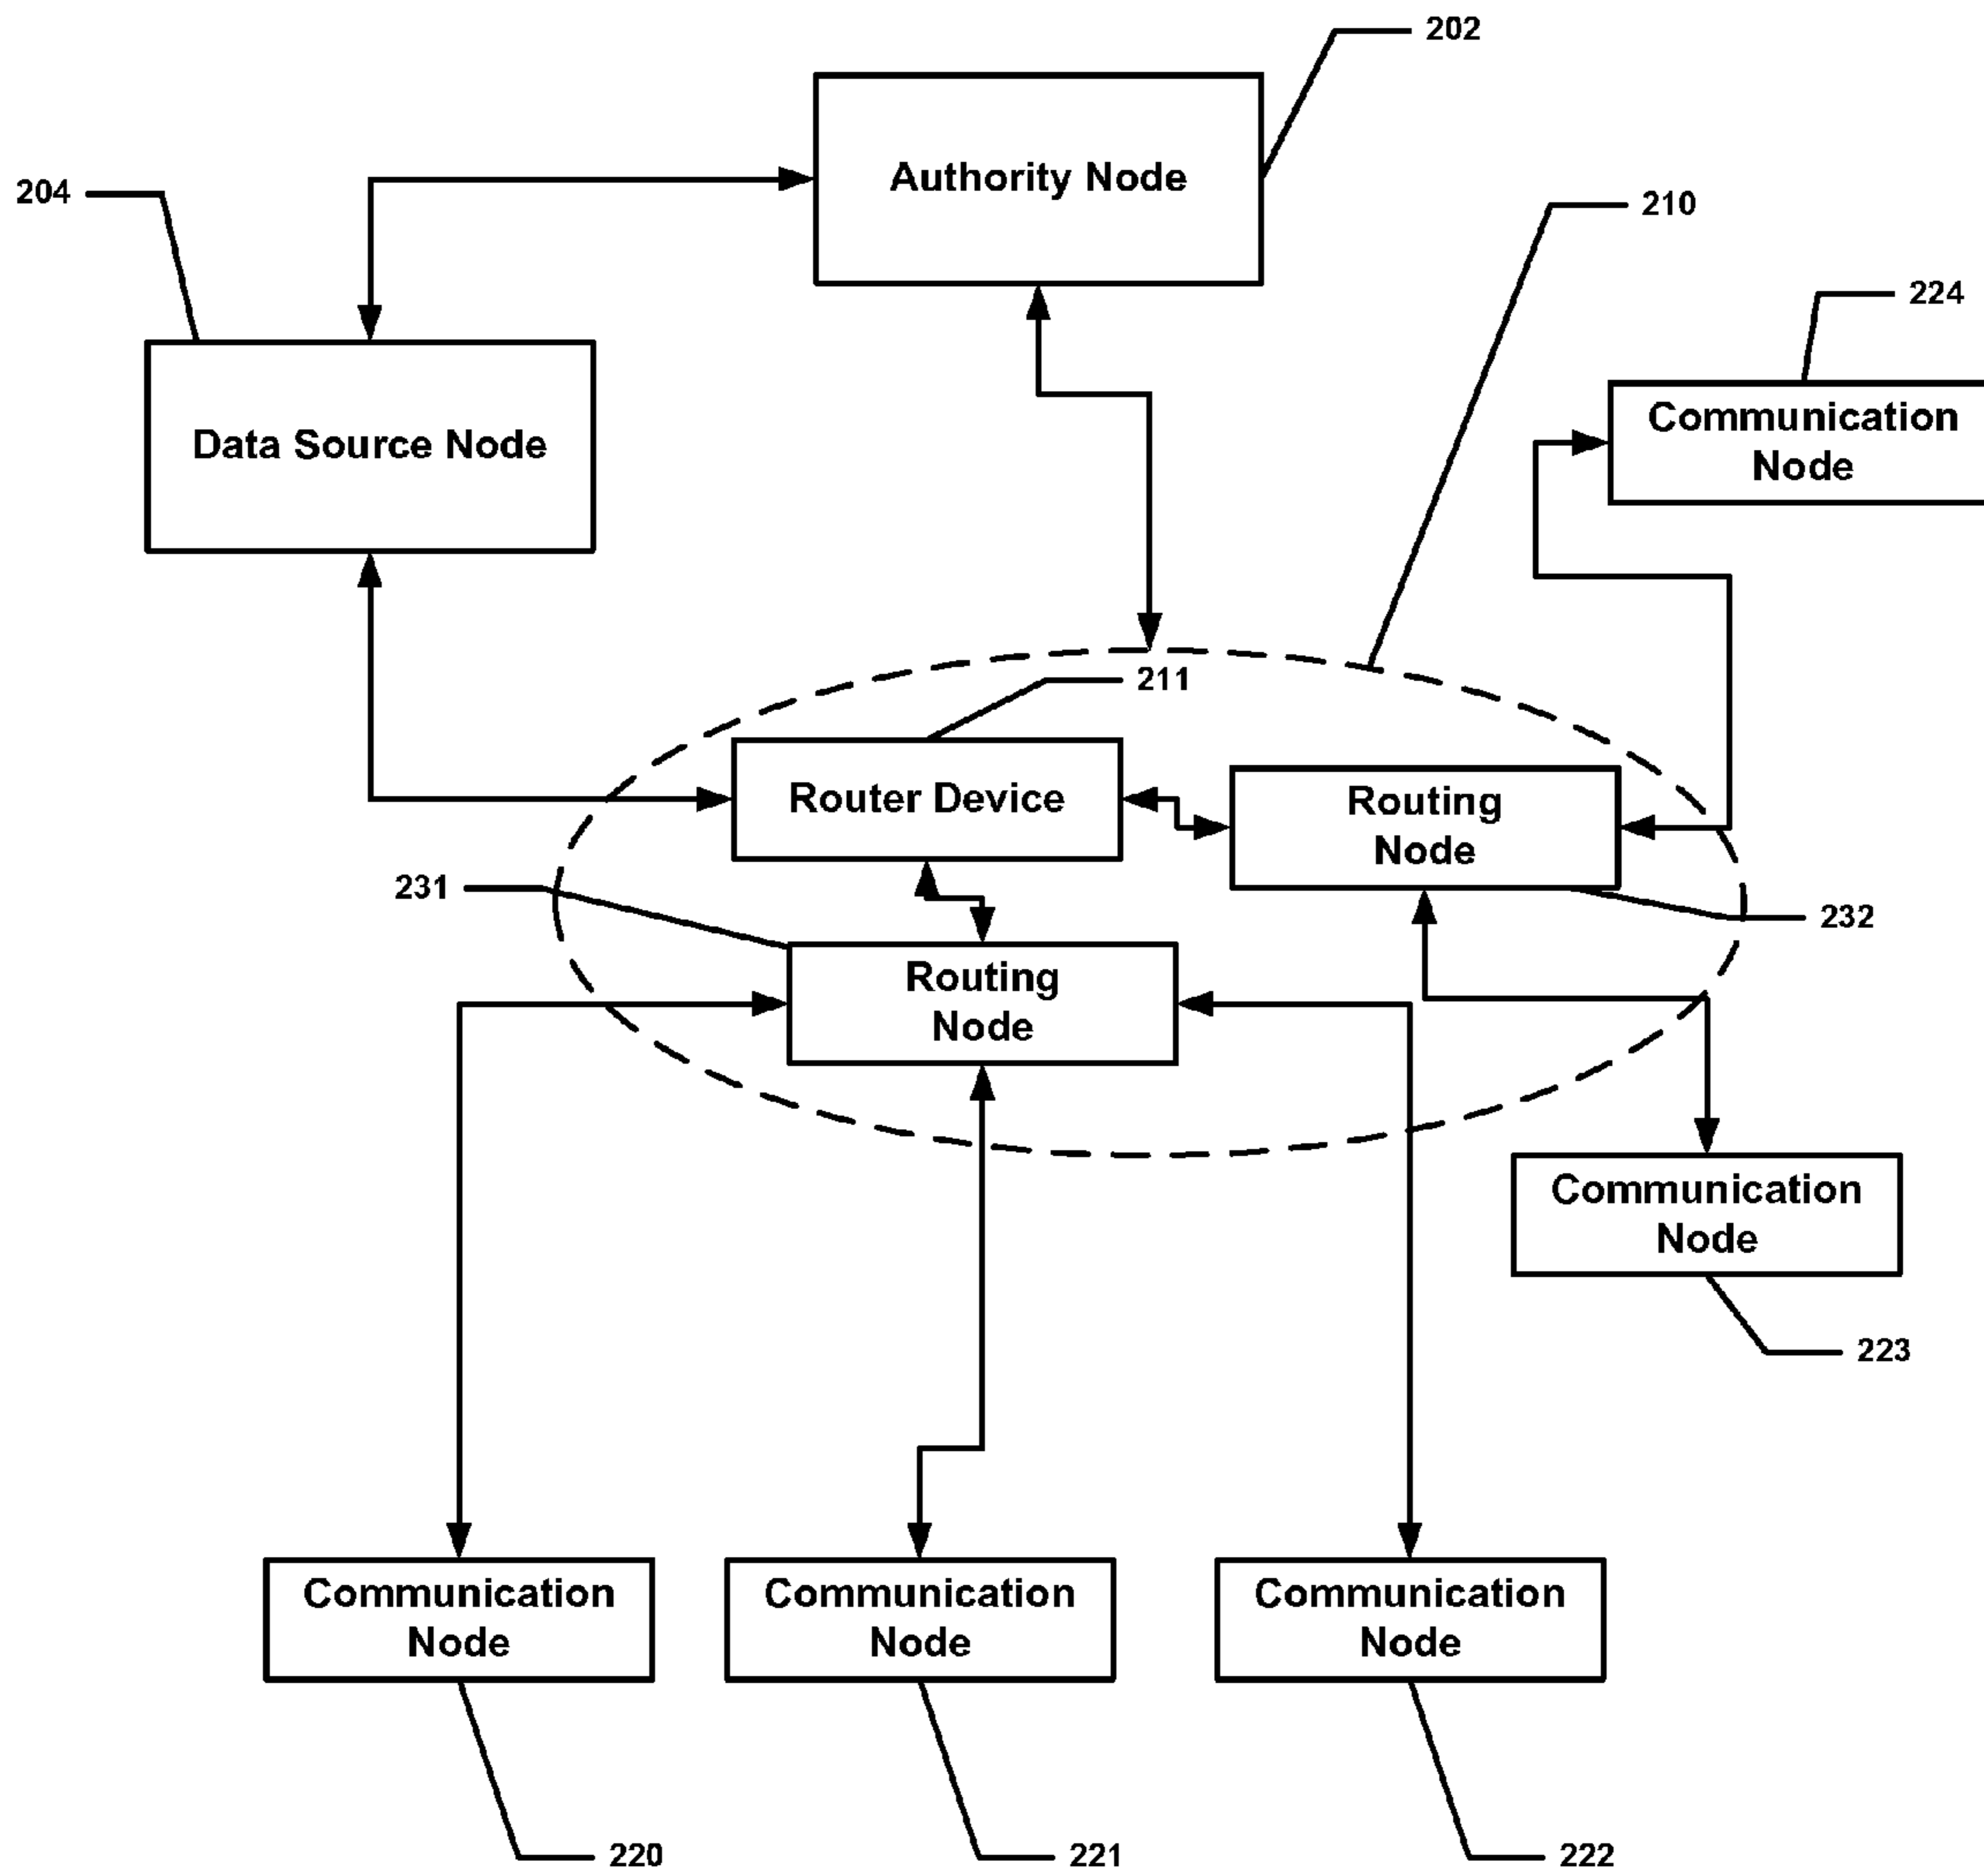 202
Authority Node
204
210
224
Communication
Node
Data Source Node
211
Router Device
Routing
Node
231
232
Routing
Node
Communication
Node
223
Communication
Node
Communication
Node
Communication
Node
220
221
222